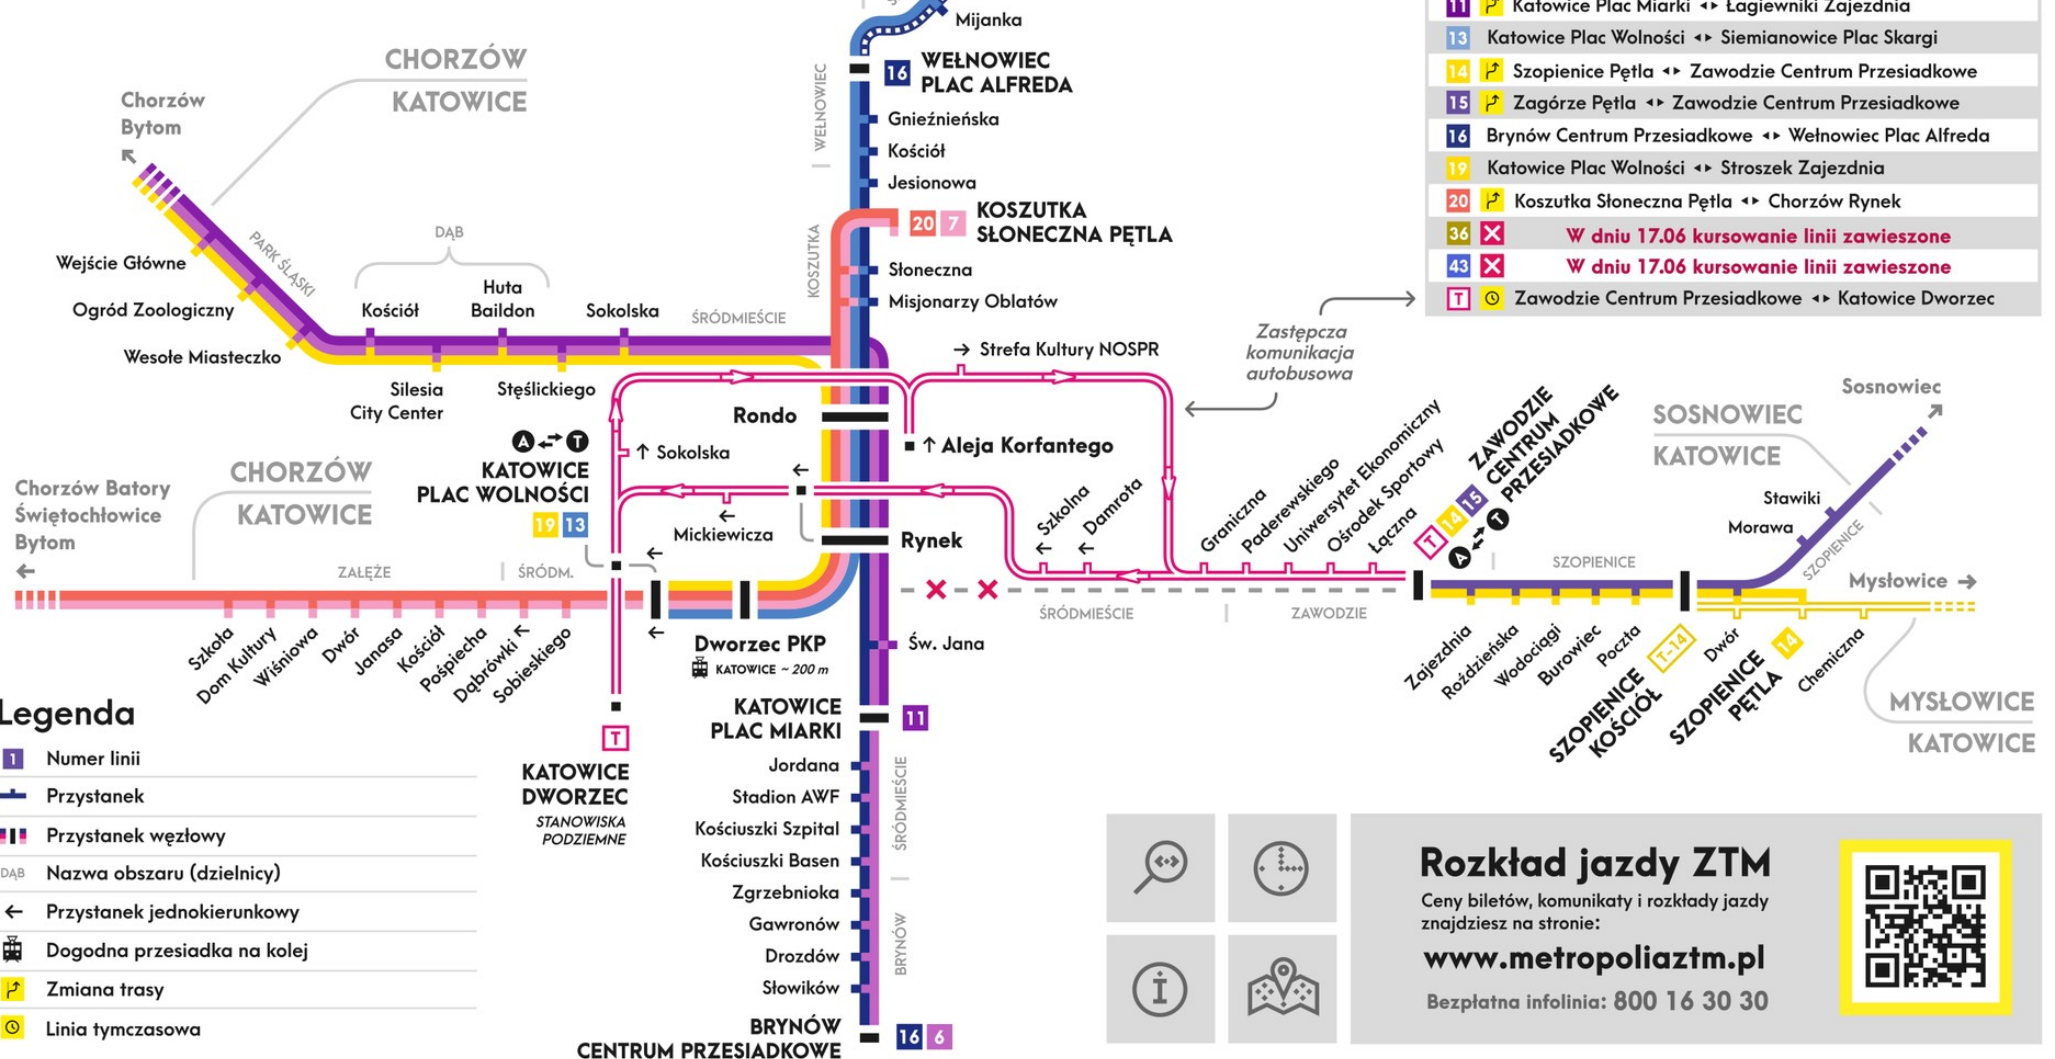 Mijanka
WEŁNOWIEC
PLAC ALFREDA
16
WEŁNOWIEC
Gnieźnieńska
Kościół
Jesionowa
KOSZUTKA
SŁONECZNA PĘTLA
20 7
KOSZUTKA
Słoneczna
Misjonarzy Oblatów
CHORZÓW
KATOWICE
Chorzów
Bytom
PARK ŚLĄSKI
DĄB
Wejście Główne
Ogród Zoologiczny
Wesołe Miasteczko
Kościół
Huta
Baildon
Sokolska
ŚRÓDMIEŚCIE
Silesia
City Center
Stęślickiego
11 Katowice Plac Miarki Łagiewniki Zajezdnia
13 Katowice Plac Wolności Siemianowice Plac Skargi
14 Szopienice Pętla Zawodzie Centrum Przesiadkowe
15 Zagórze Pętla Zawodzie Centrum Przesiadkowe
16 Brynów Centrum Przesiadkowe Wełnowiec Plac Alfreda
19 Katowice Plac Wolności Stroszek Zajezdnia
20 Koszutka Słoneczna Pętla Chorzów Rynek
36 W dniu 17.06 kursowanie linii zawieszone
43 W dniu 17.06 kursowanie linii zawieszone
T Zawodzie Centrum Przesiadkowe Katowice Dworzec
Zastępcza
komunikacja
autobusowa
→ Strefa Kultury NOSPR
Rondo
↑ Aleja Korfantego
A T
KATOWICE
PLAC WOLNOŚCI
19 13
↑ Sokolska
Mickiewicza
Rynek
CHORZÓW
KATOWICE
Chorzów Batory
Świętochłowice
Bytom
ZAŁĘŻE
ŚRÓDM.
Szkoła
Dom Kultury
Wiśniowa
Dwór
Janasa
Kościół
Pośpiecha
Dąbrówki
Sobieskiego
Dworzec PKP
KATOWICE ~ 200 m
Św. Jana
KATOWICE
PLAC MIARKI
11
T
KATOWICE
DWORZEC
STANOWISKA
PODZIEMNE
Jordana
Stadion AWF
Kościuszki Szpital
Kościuszki Basen
Zgrzebnioka
Gawronów
Drozdów
Słowików
ŚRÓDMIEŚCIE
BRYNÓW
BRYNÓW
CENTRUM PRZESIADKOWE
16 6
Szkolna
Damrota
Graniczna
Paderewskiego
Uniwersytet Ekonomiczny
Ośrodek Sportowy
Łączna
ŚRÓDMIEŚCIE
ZAWODZIE
ZAWODZIE
CENTRUM
PRZESIADKOWE
T 14 15
A T
SOSNOWIEC
KATOWICE
Sosnowiec
Stawiki
Morawa
SZOPIENICE
SZOPIENICE
Mysłowice →
Zajezdnia
Roździeńska
Wodociągi
Burowiec
Poczta
SZOPIENICE
KOŚCIÓŁ
T-14
Dwór
SZOPIENICE
PĘTLA
14
Chemiczna
MYSŁOWICE
KATOWICE
Legenda
1 Numer linii
Przystanek
Przystanek węzłowy
DĄB Nazwa obszaru (dzielnicy)
← Przystanek jednokierunkowy
Dogodna przesiadka na kolej
Zmiana trasy
Linia tymczasowa
Rozkład jazdy ZTM
Ceny biletów, komunikaty i rozkłady jazdy
znajdziesz na stronie:
www.metropoliaztm.pl
Bezpłatna infolinia: 800 16 30 30